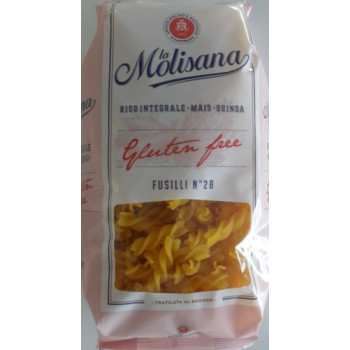 la
Molisana
RISO INTEGRALE-MAIS-QUINOA
Gluten free
FUSILLI N°28
TRAFILATA AL BRONZO